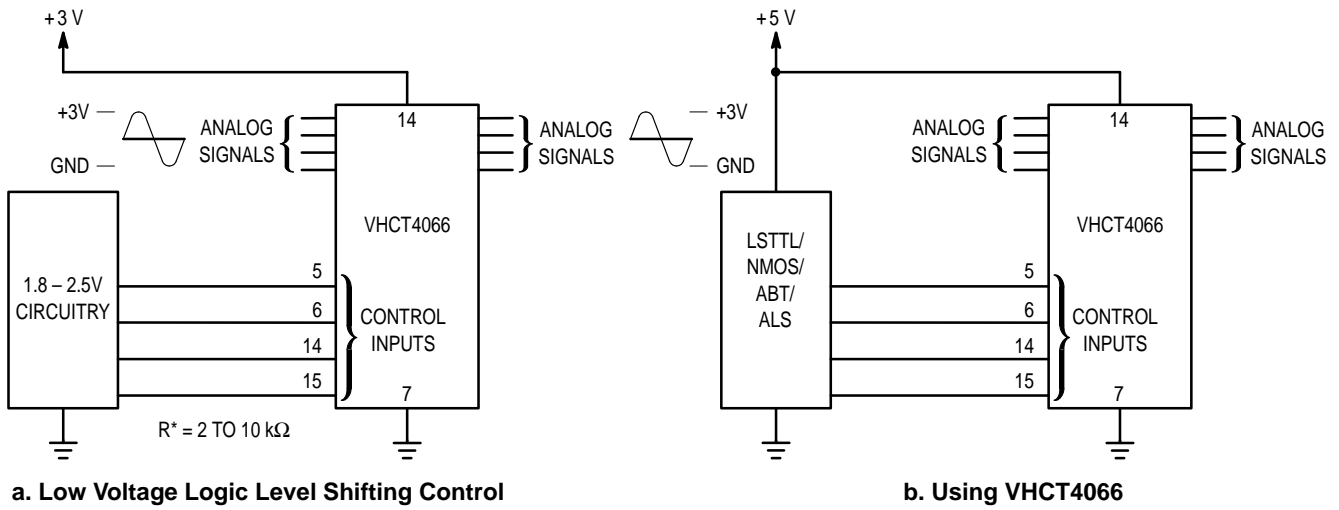 +3 V
+3V
GND
ANALOG
SIGNALS
14
ANALOG
SIGNALS
VHCT4066
1.8 – 2.5V
CIRCUITRY
5
6
14
15
CONTROL
INPUTS
7
R* = 2 TO 10 kΩ
a. Low Voltage Logic Level Shifting Control
+5 V
+3V
GND
ANALOG
SIGNALS
14
ANALOG
SIGNALS
VHCT4066
LSTTL/
NMOS/
ABT/
ALS
5
6
14
15
CONTROL
INPUTS
7
b. Using VHCT4066